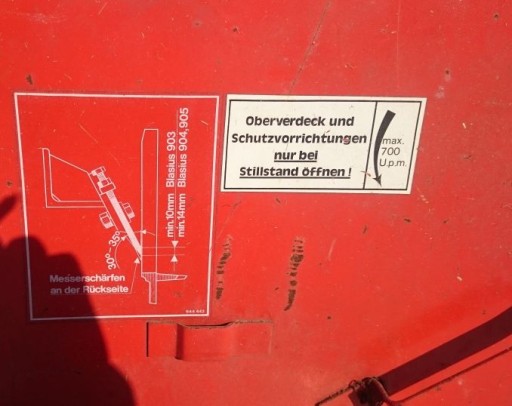 Oberverdeck und
Schutzvorrichtungen
nur bei
Stillstand öffnen!
max.
700
U.p.m.
min.10mm Blasius 903
min.14mm Blasius 904,905
30°-35°
Messerschärfen
an der Rückseite